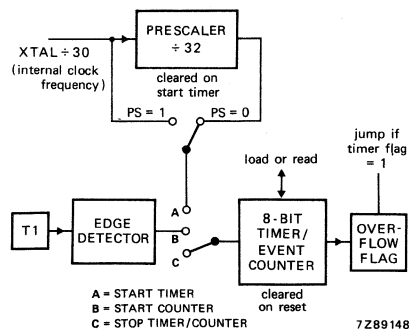 PRESCALER
÷ 32
XTAL ÷ 30
(internal clock
frequency)
cleared on
start timer
PS = 1
PS = 0
jump if
timer flag
= 1
load or read
T1
EDGE
DETECTOR
A
B
C
8-BIT
TIMER/
EVENT
COUNTER
OVER-
FLOW
FLAG
cleared
on reset
A = START TIMER
B = START COUNTER
C = STOP TIMER/COUNTER
7Z89148